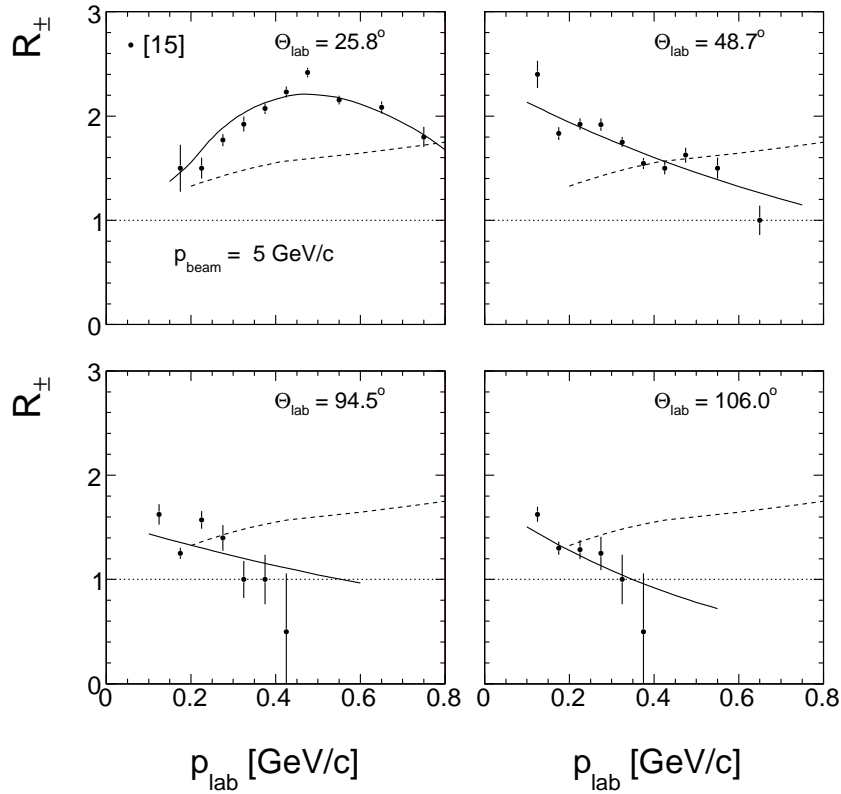 R±
3
2
1
0
• [15]
Θlab = 25.8°
pbeam = 5 GeV/c
Θlab = 48.7°
R±
3
2
1
0
Θlab = 94.5°
0 0.2 0.4 0.6 0.8
Θlab = 106.0°
0 0.2 0.4 0.6 0.8
plab [GeV/c]
plab [GeV/c]